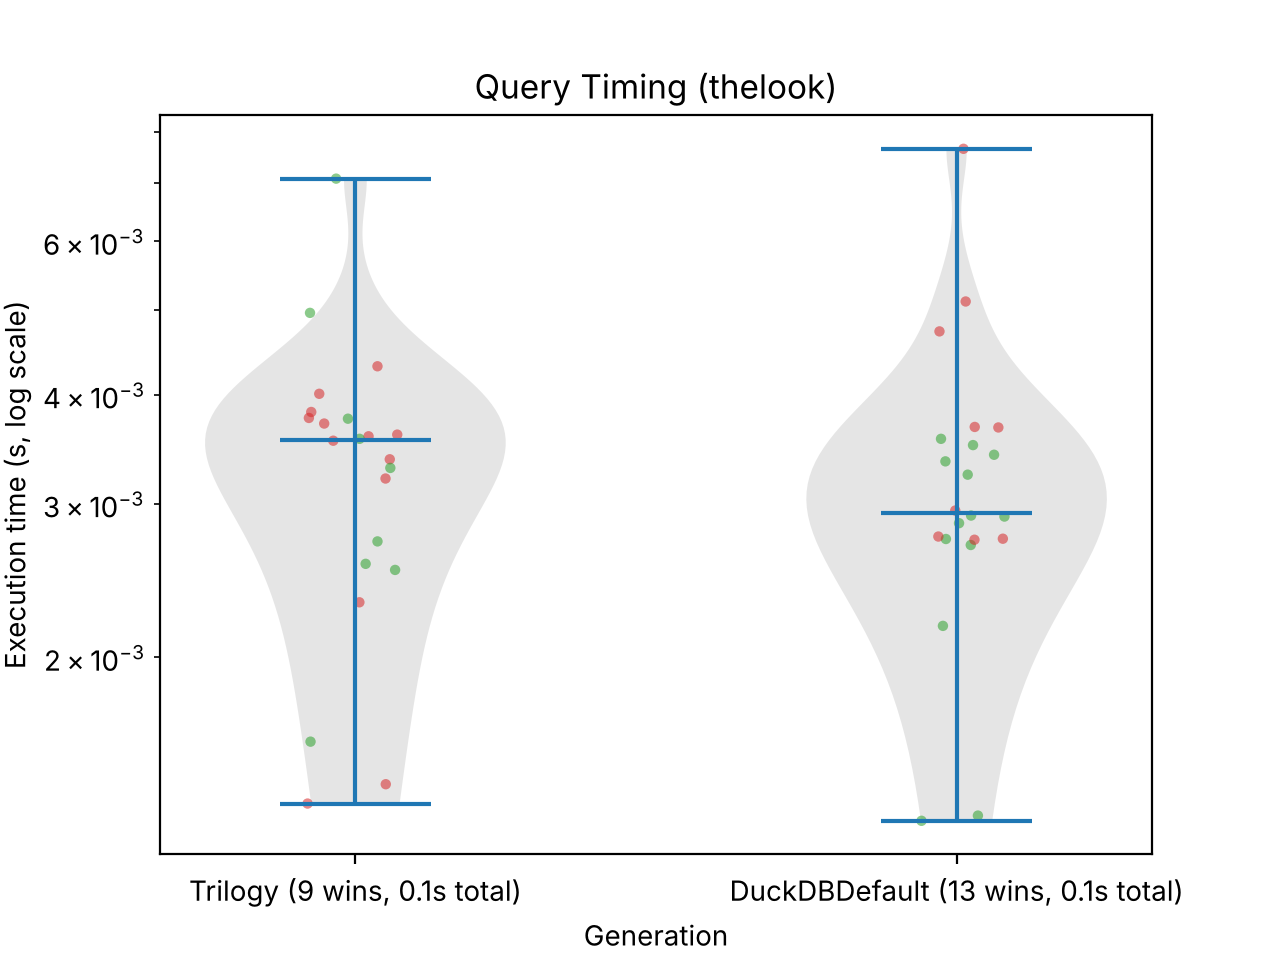 Query Timing (thelook)
Execution time (s, log scale)
6 × 10⁻³
4 × 10⁻³
3 × 10⁻³
2 × 10⁻³
Trilogy (9 wins, 0.1s total)
DuckDBDefault (13 wins, 0.1s total)
Generation